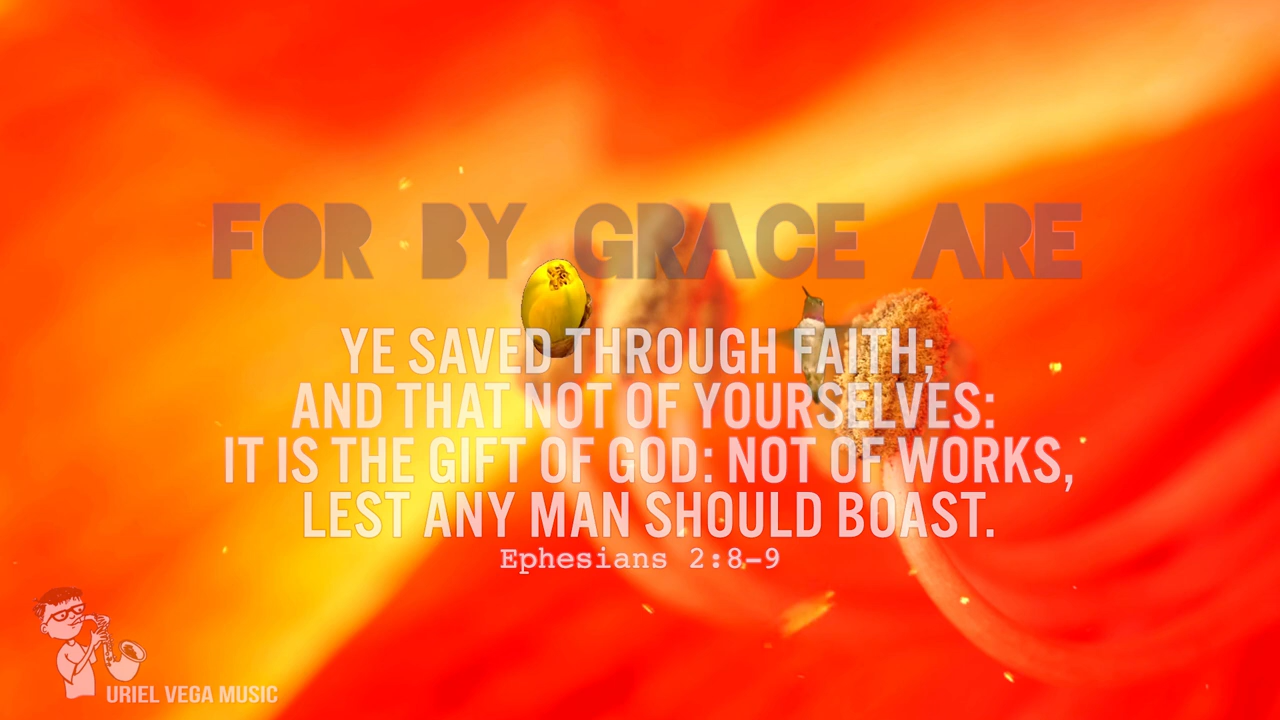 FOR BY GRACE ARE
YE SAVED THROUGH FAITH;
AND THAT NOT OF YOURSELVES:
IT IS THE GIFT OF GOD: NOT OF WORKS,
LEST ANY MAN SHOULD BOAST.
Ephesians 2:8-9
URIEL VEGA MUSIC